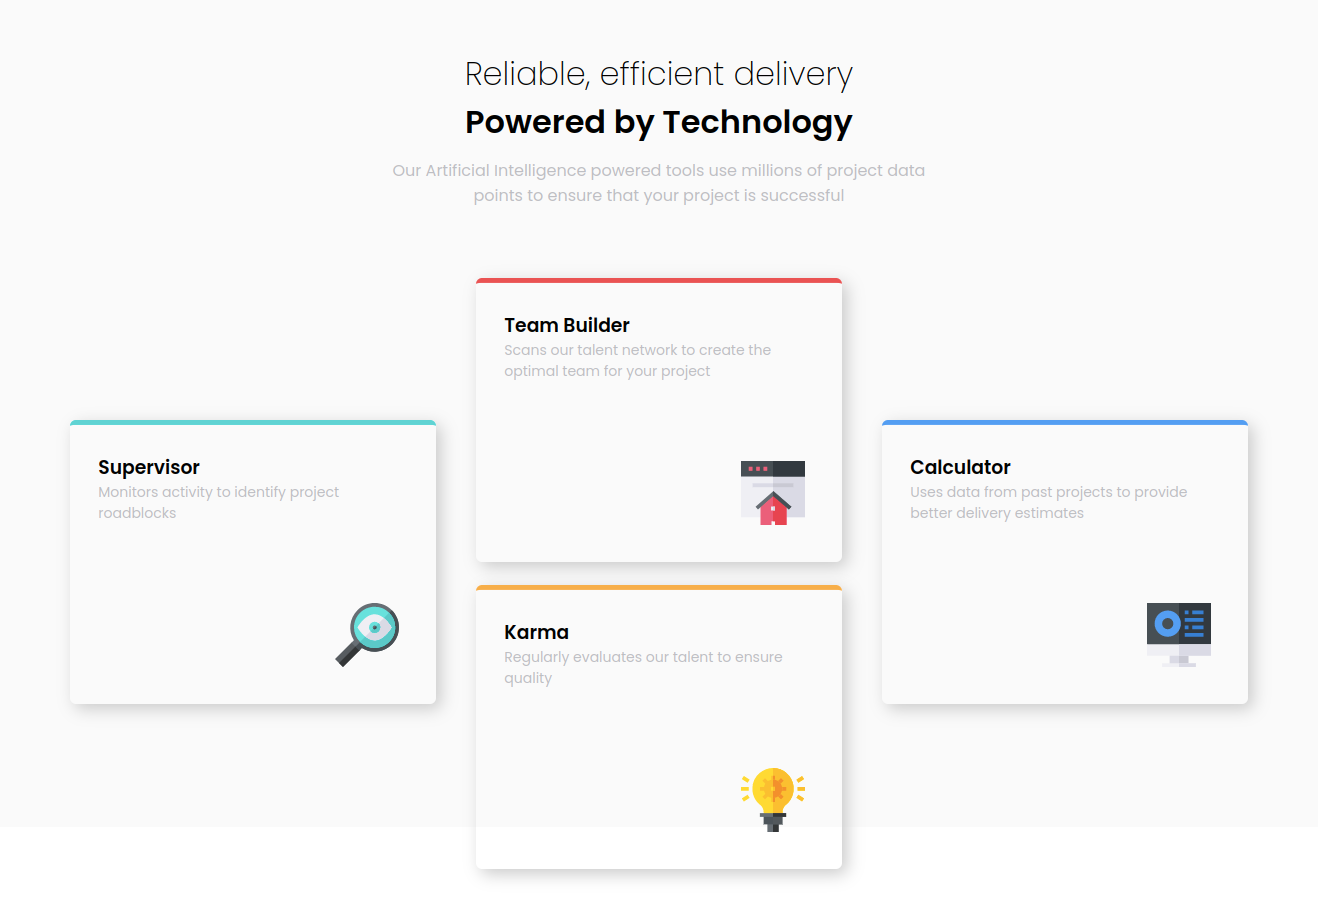 Reliable, efficient delivery
Powered by Technology
Our Artificial Intelligence powered tools use millions of project data
points to ensure that your project is successful
Supervisor
Monitors activity to identify project
roadblocks
Team Builder
Scans our talent network to create the
optimal team for your project
Karma
Regularly evaluates our talent to ensure
quality
Calculator
Uses data from past projects to provide
better delivery estimates